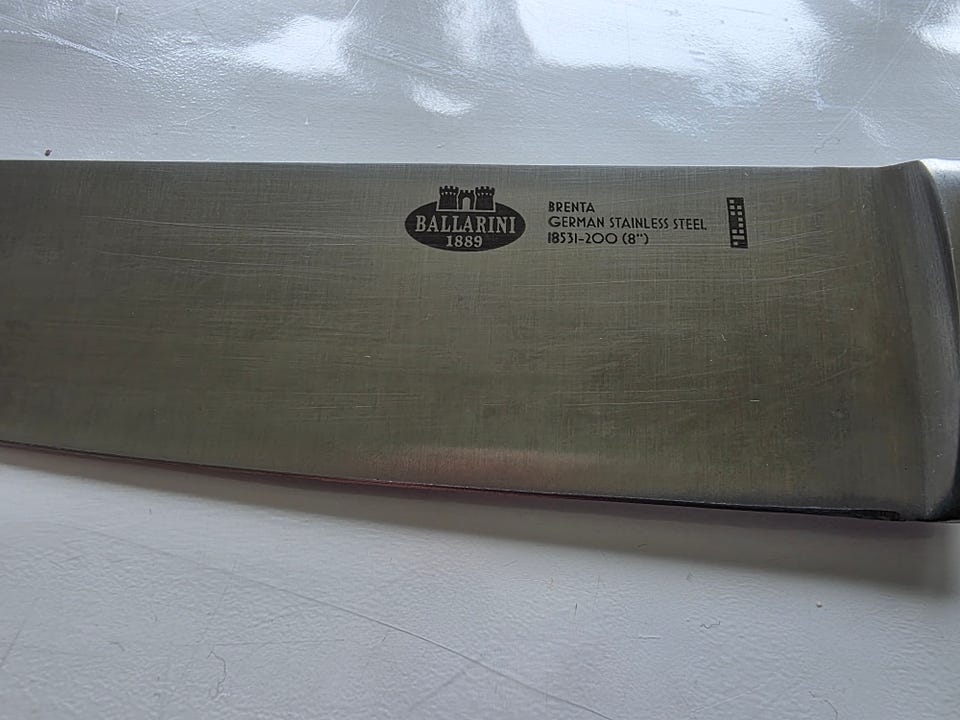 BALLARINI
1889
BRENTA
GERMAN STAINLESS STEEL
18531-200 (8")